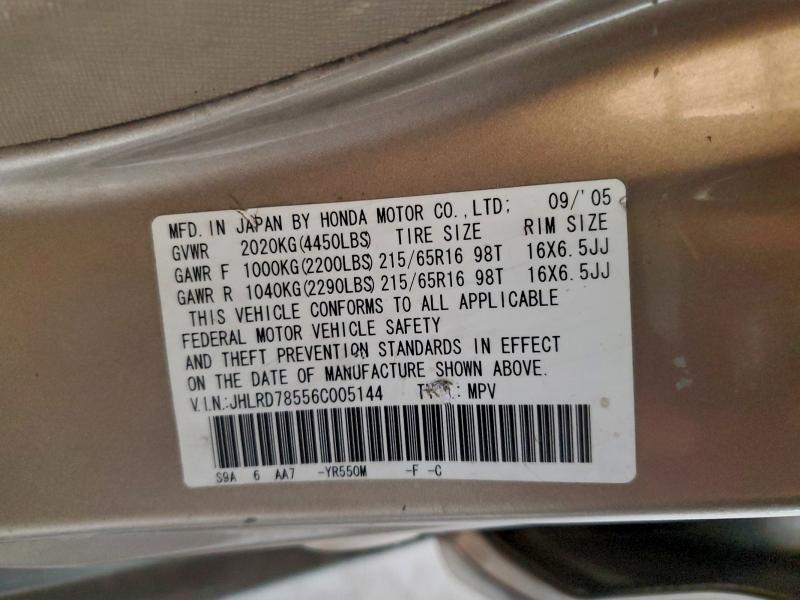 MFD. IN JAPAN BY HONDA MOTOR CO.,LTD; 09/'05
GVWR 2020KG(4450LBS) TIRE SIZE RIM SIZE
GAWR F 1000KG(2200LBS) 215/65R16 98T 16X6.5JJ
GAWR R 1040KG(2290LBS) 215/65R16 98T 16X6.5JJ
THIS VEHICLE CONFORMS TO ALL APPLICABLE
FEDERAL MOTOR VEHICLE SAFETY
AND THEFT PREVENTION STANDARDS IN EFFECT
ON THE DATE OF MANUFACTURE SHOWN ABOVE.
V.I.N.:JHLRD78556C005144 MPV
S9A 6 AA7 -YR550M -F -C